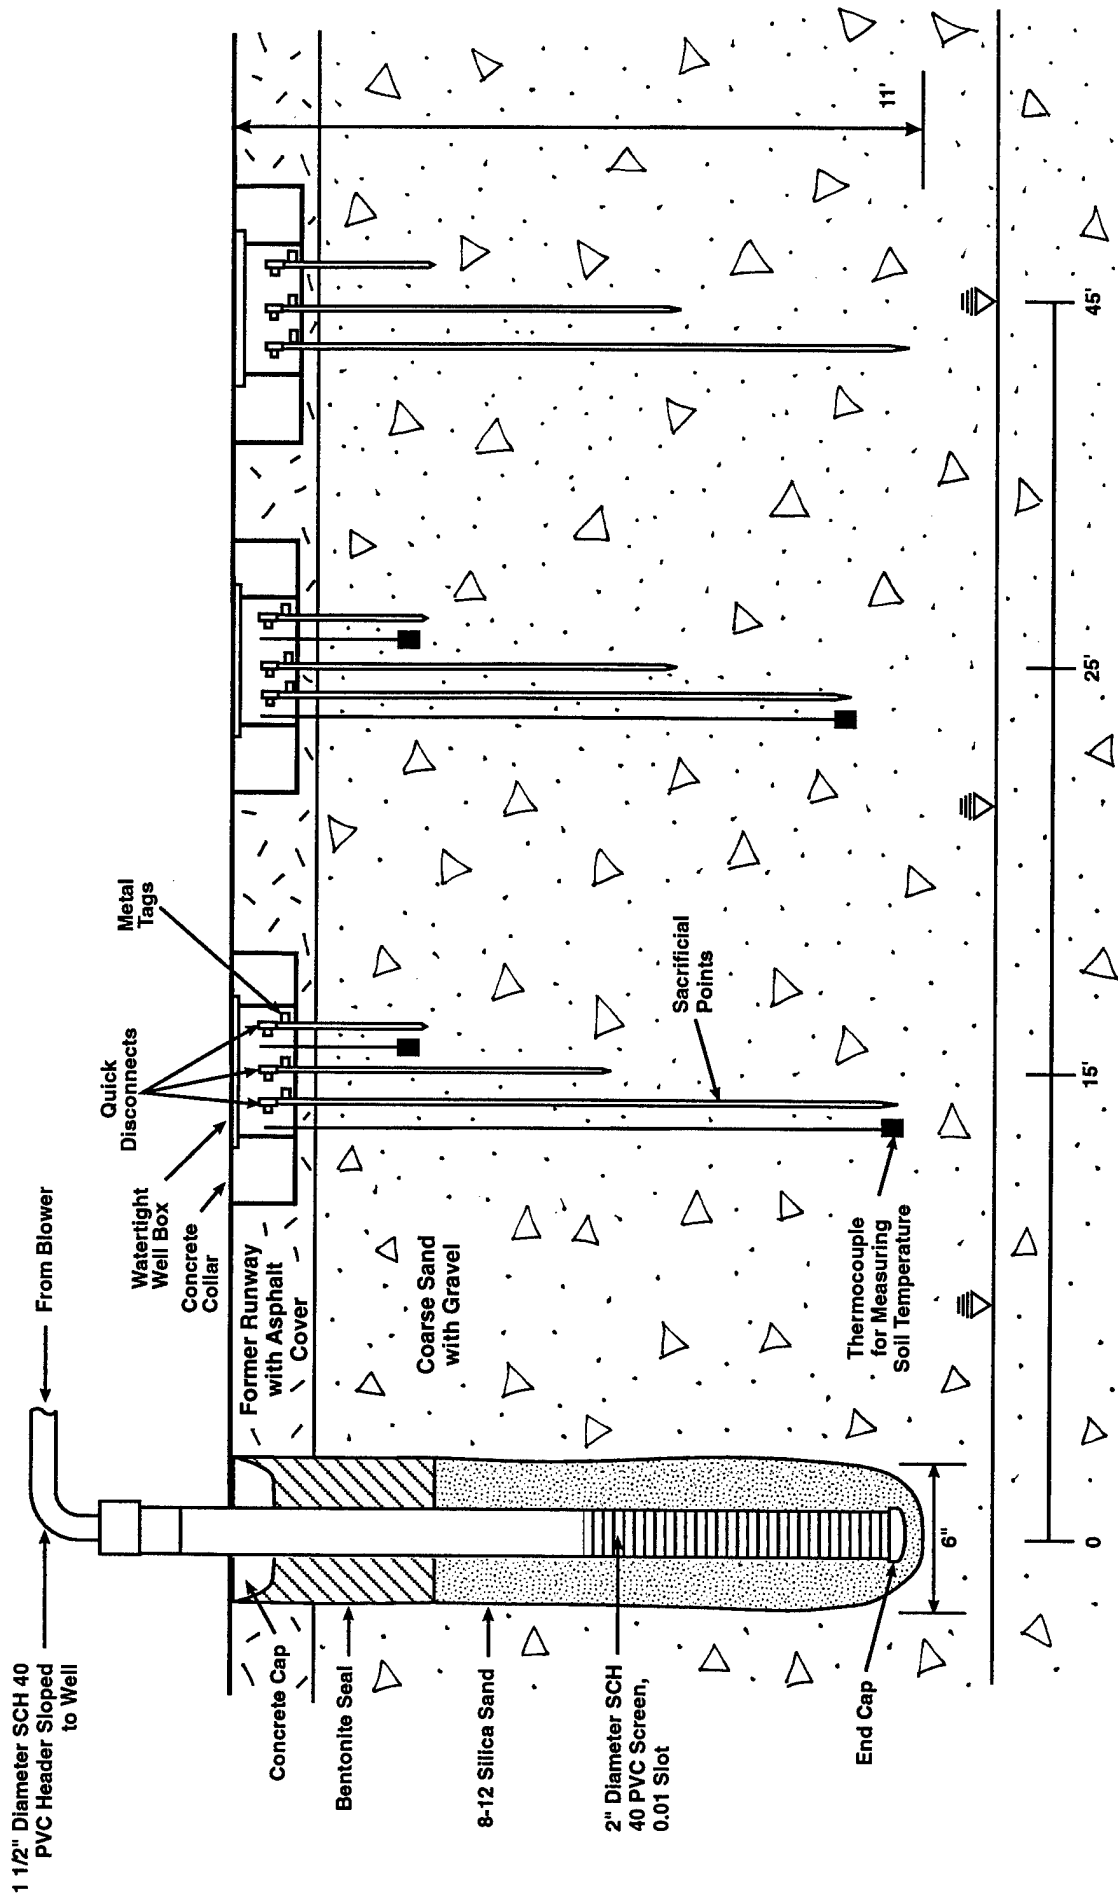 1 1/2" Diameter SCH 40
PVC Header Sloped
to Well
From Blower
Concrete Cap
Bentonite Seal
8-12 Silica Sand
2" Diameter SCH
40 PVC Screen,
0.01 Slot
End Cap
6"
Former Runway
with Asphalt
Cover
Coarse Sand
with Gravel
Concrete
Collar
Watertight
Well Box
Quick
Disconnects
Metal
Tags
Sacrificial
Points
Thermocouple
for Measuring
Soil Temperature
11'
0
15'
25'
45'